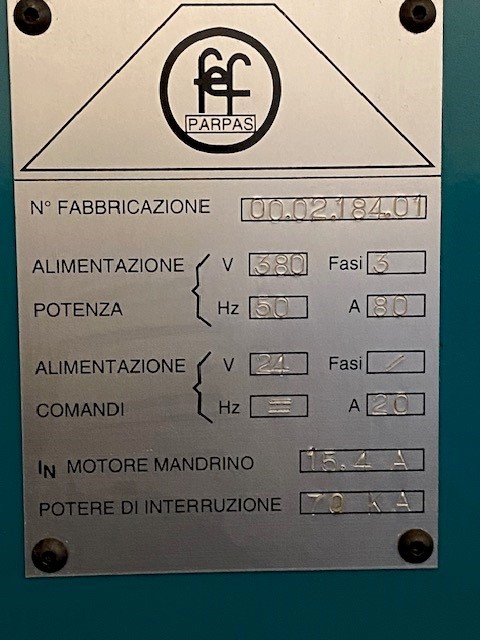 fef
PARPAS
N° FABBRICAZIONE 00.02.184.01
ALIMENTAZIONE V 380 Fasi 3
POTENZA Hz 50 A 80
ALIMENTAZIONE V 24 Fasi /
COMANDI Hz = A 20
IN MOTORE MANDRINO 15.4 A
POTERE DI INTERRUZIONE 70 KA